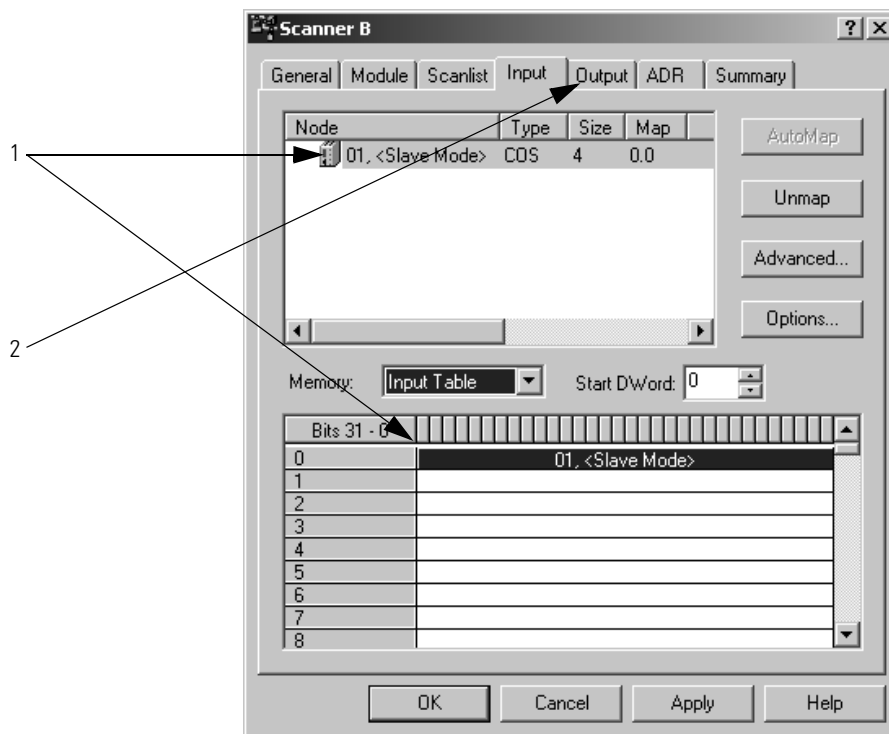 Scanner B
General Module Scanlist Input Output ADR Summary
Node Type Size Map
01, <Slave Mode> COS 4 0.0
AutoMap
Unmap
Advanced...
Options...
1
2
Memory: Input Table Start DWord: 0
Bits 31 - 0
0 01, <Slave Mode>
1
2
3
4
5
6
7
8
OK Cancel Apply Help